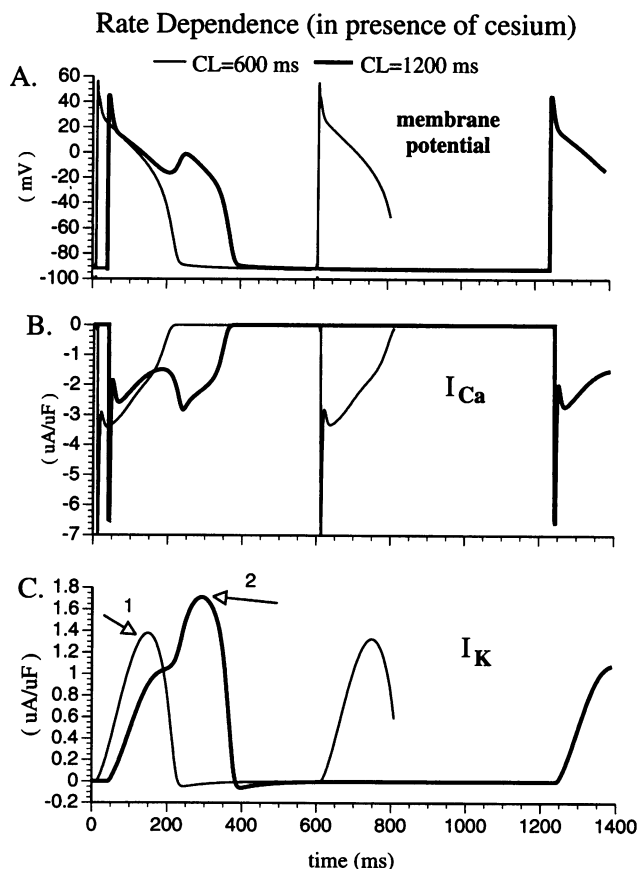 Rate Dependence (in presence of cesium)
CL=600 ms CL=1200 ms
A.
60
40
20
0
-20
-40
-60
-80
-100
( mV )
membrane
potential
B.
0
-1
-2
-3
-4
-5
-6
-7
( uA/uF )
I Ca
C.
1.8
1.6
1.4
1.2
1
0.8
0.6
0.4
0.2
0
-0.2
( uA/uF )
1
2
I K
0 200 400 600 800 1000 1200 1400
time (ms)